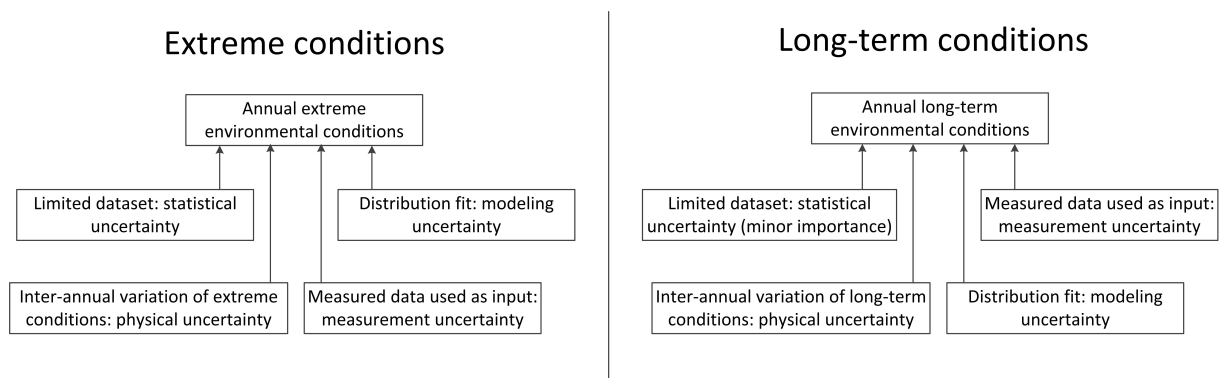 Extreme conditions
Annual extreme
environmental conditions
Limited dataset: statistical
uncertainty
Distribution fit: modeling
uncertainty
Inter-annual variation of extreme
conditions: physical uncertainty
Measured data used as input:
measurement uncertainty
Long-term conditions
Annual long-term
environmental conditions
Limited dataset: statistical
uncertainty (minor importance)
Measured data used as input:
measurement uncertainty
Inter-annual variation of long-term
conditions: physical uncertainty
Distribution fit: modeling
uncertainty